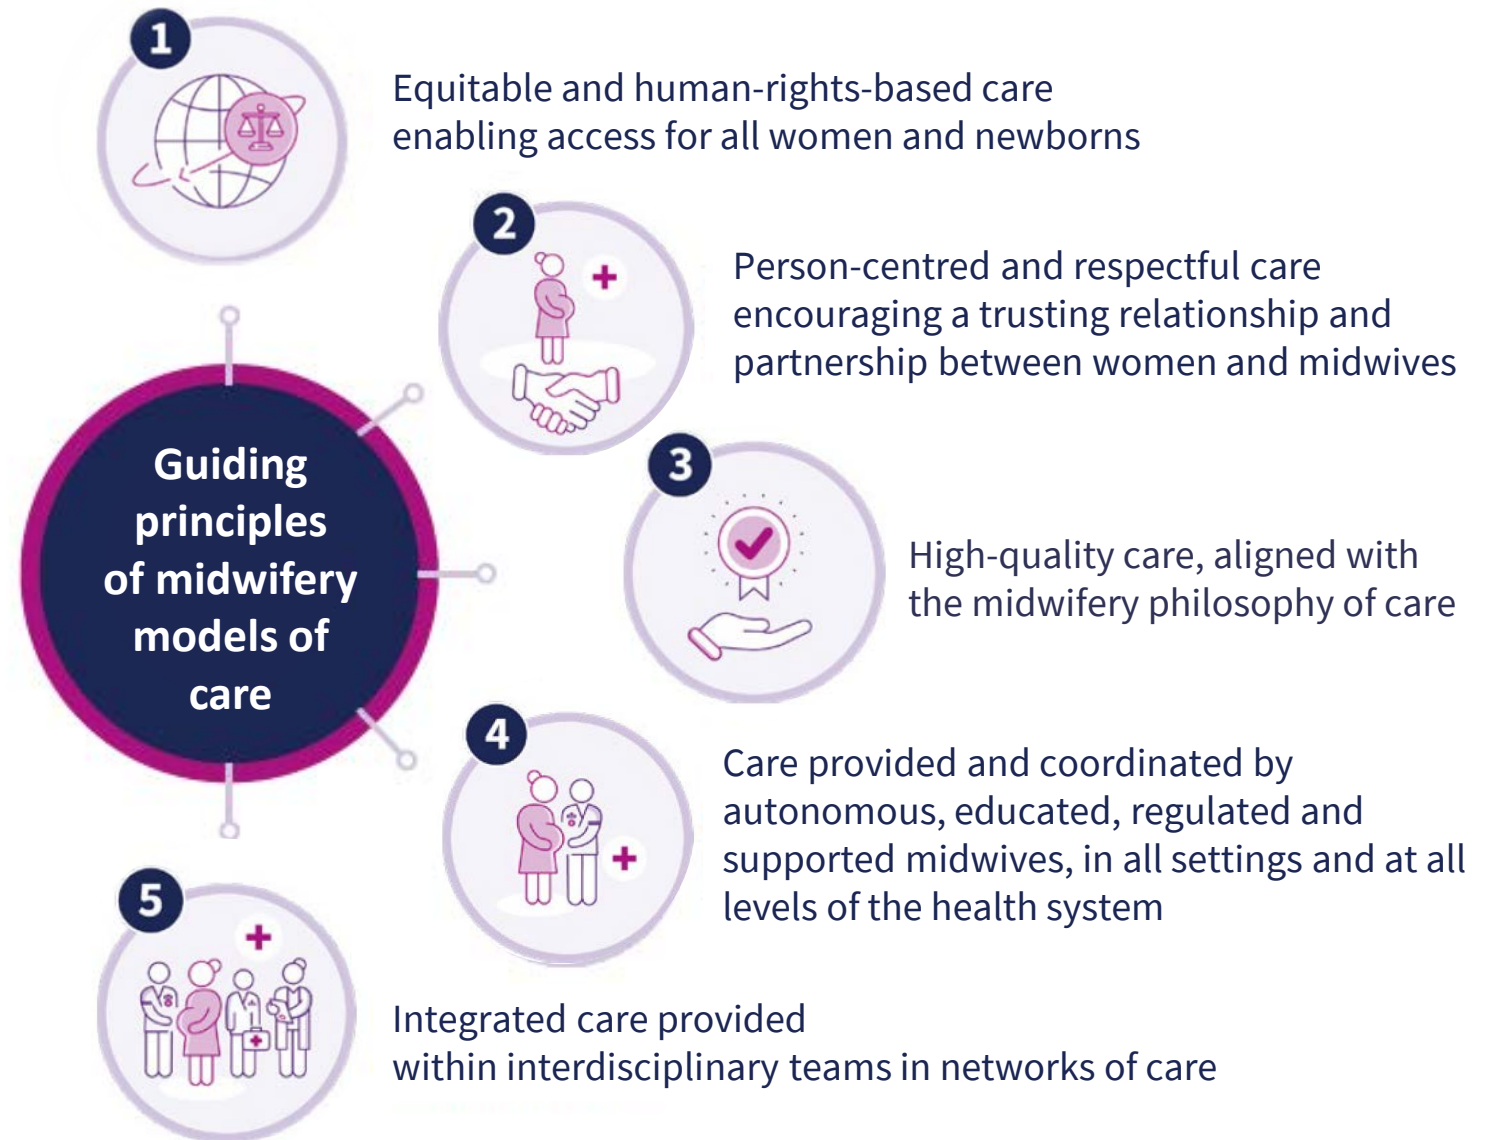 1
Equitable and human-rights-based care
enabling access for all women and newborns
2
Person-centred and respectful care
encouraging a trusting relationship and
partnership between women and midwives
Guiding
principles
of midwifery
models of
care
3
High-quality care, aligned with
the midwifery philosophy of care
4
Care provided and coordinated by
autonomous, educated, regulated and
supported midwives, in all settings and at all
levels of the health system
5
Integrated care provided
within interdisciplinary teams in networks of care